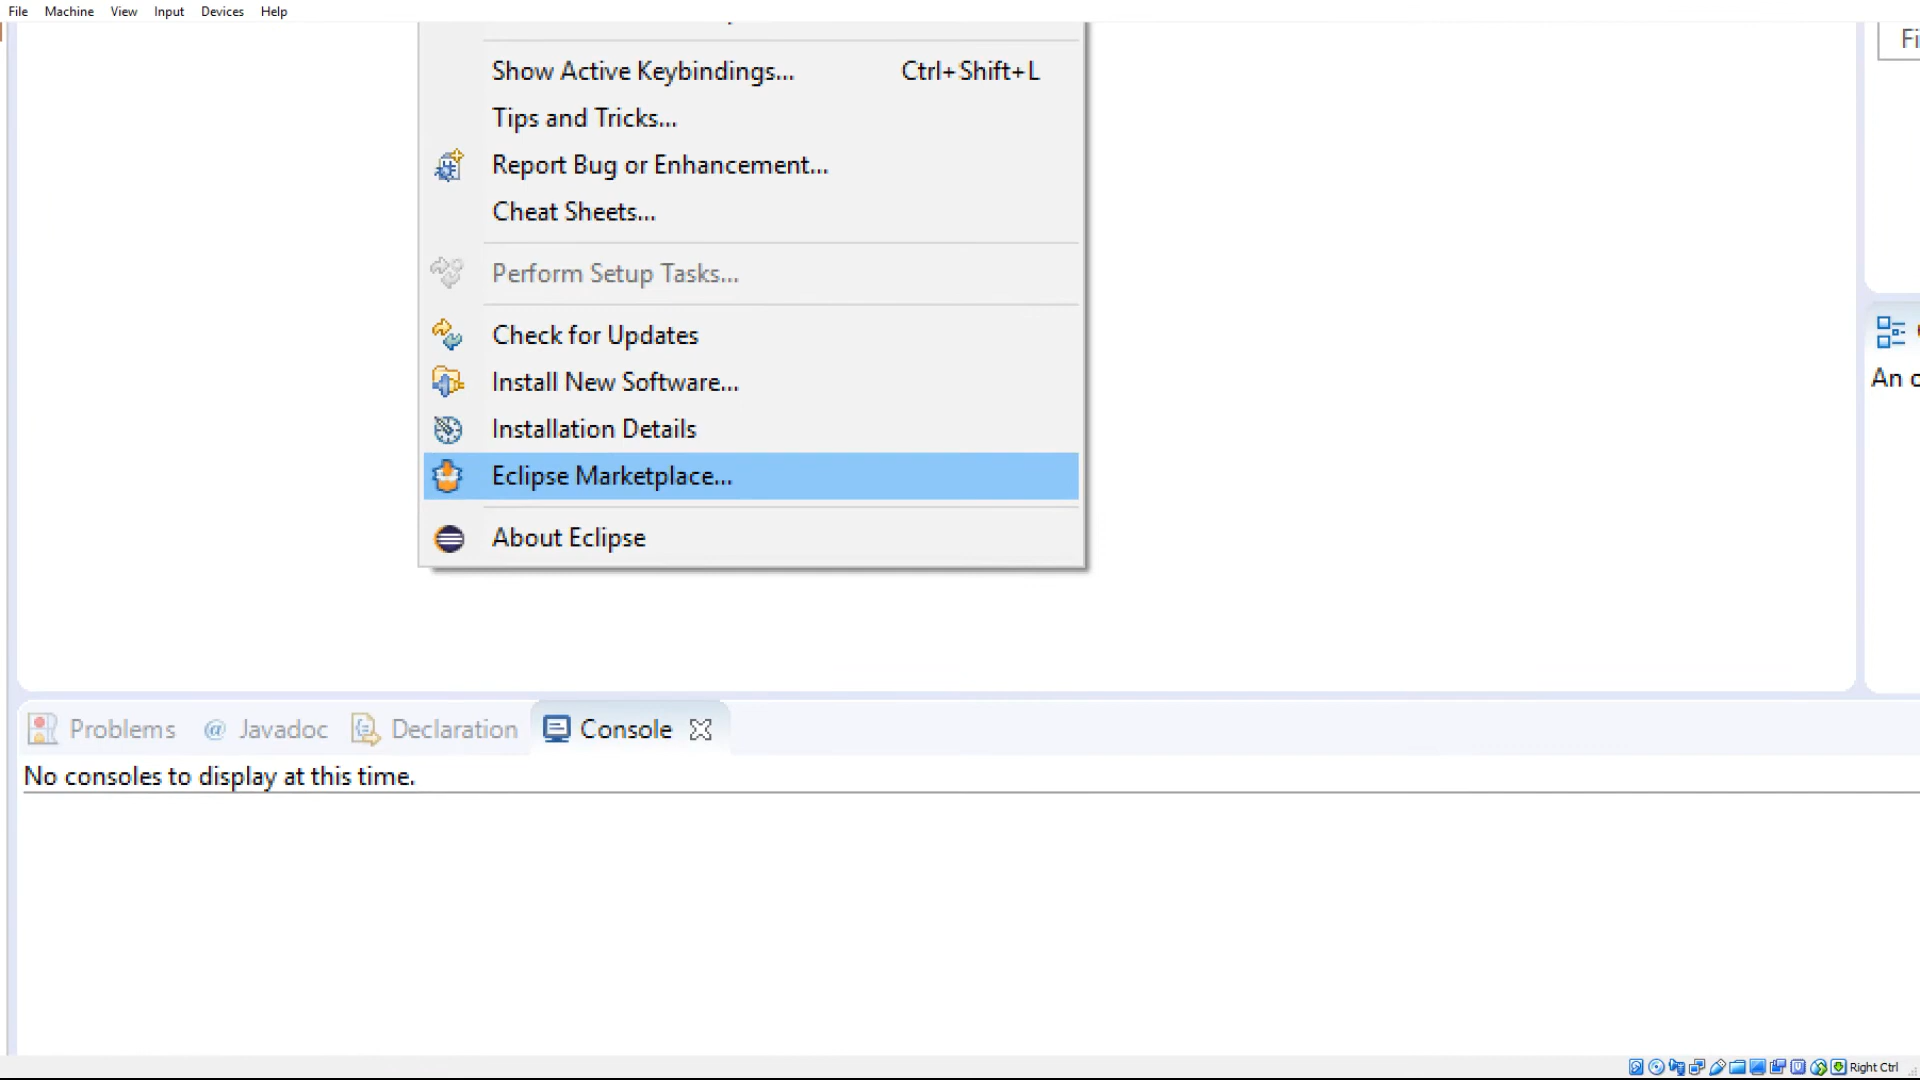 File Machine View Input Devices Help
Fi
Show Active Keybindings... Ctrl+Shift+L
Tips and Tricks...
Report Bug or Enhancement...
Cheat Sheets...
Perform Setup Tasks...
Check for Updates
Install New Software...
Installation Details
Eclipse Marketplace...
About Eclipse
An
Problems @ Javadoc Declaration Console
No consoles to display at this time.
Right Ctrl